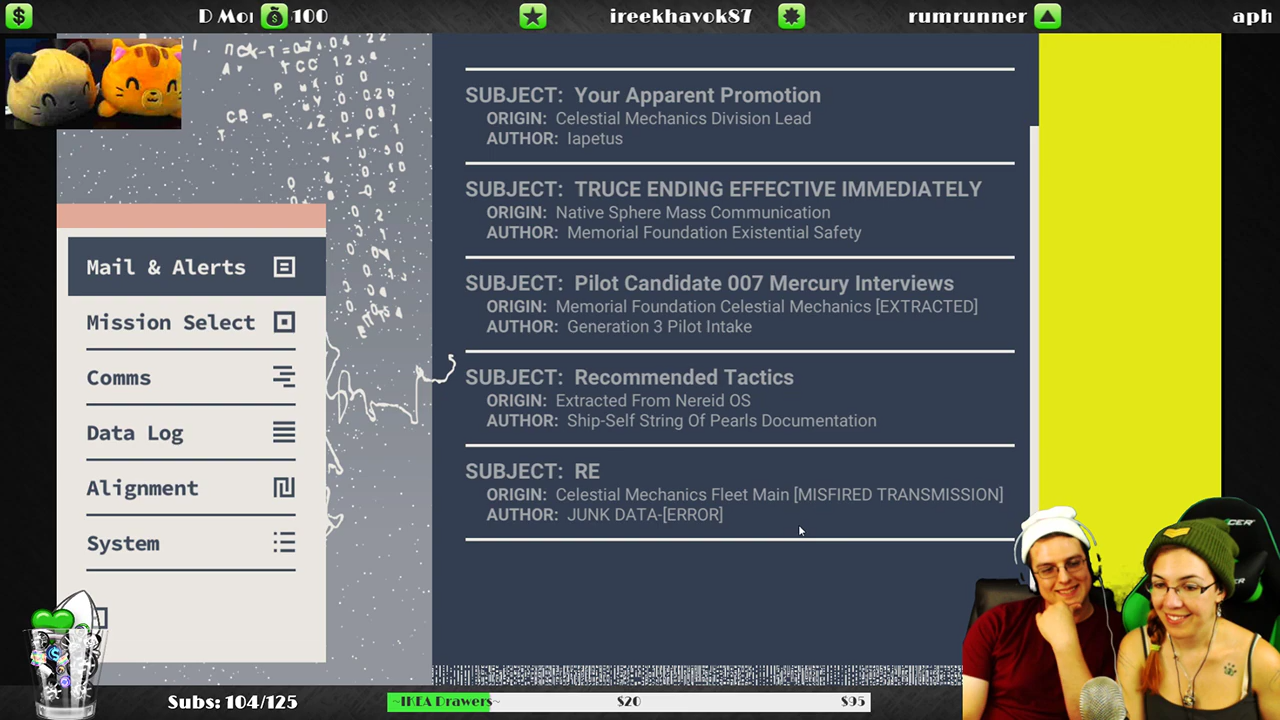 D Moi 100
ireekhavok87
rumrunner
aph
SUBJECT: Your Apparent Promotion
ORIGIN: Celestial Mechanics Division Lead
AUTHOR: Iapetus
SUBJECT: TRUCE ENDING EFFECTIVE IMMEDIATELY
ORIGIN: Native Sphere Mass Communication
AUTHOR: Memorial Foundation Existential Safety
SUBJECT: Pilot Candidate 007 Mercury Interviews
ORIGIN: Memorial Foundation Celestial Mechanics [EXTRACTED]
AUTHOR: Generation 3 Pilot Intake
SUBJECT: Recommended Tactics
ORIGIN: Extracted From Nereid OS
AUTHOR: Ship-Self String Of Pearls Documentation
SUBJECT: RE
ORIGIN: Celestial Mechanics Fleet Main [MISFIRED TRANSMISSION]
AUTHOR: JUNK DATA-[ERROR]
Mail & Alerts
Mission Select
Comms
Data Log
Alignment
System
Subs: 104/125
~IKEA Drawers~
$20
$95